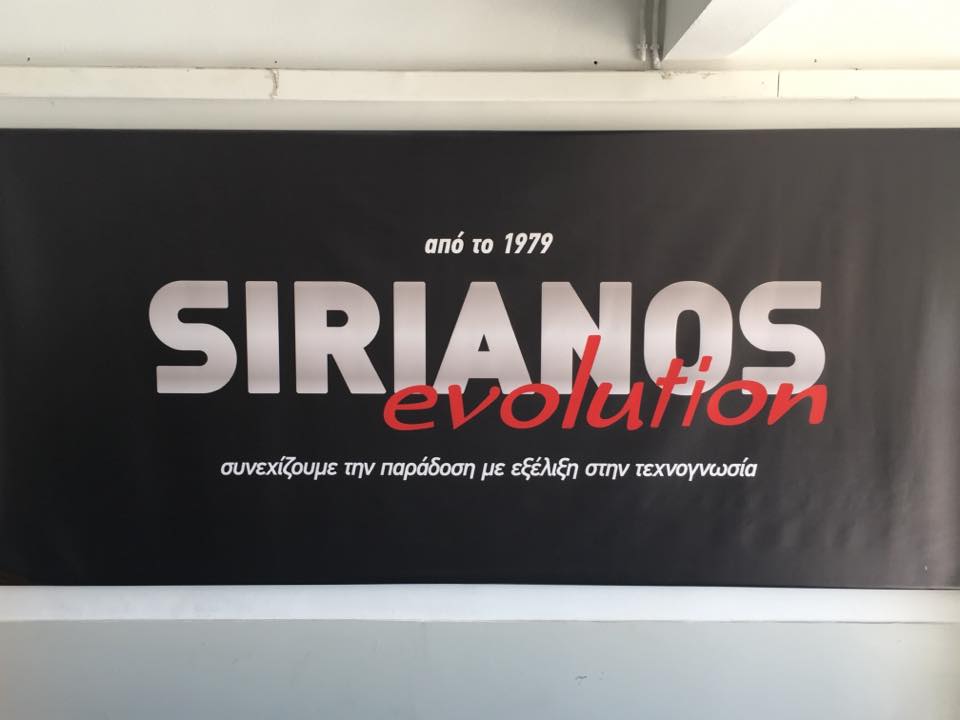 από το 1979
SIRIANOS
evolution
συνεχίζουμε την παράδοση με εξέλιξη στην τεχνογνωσία